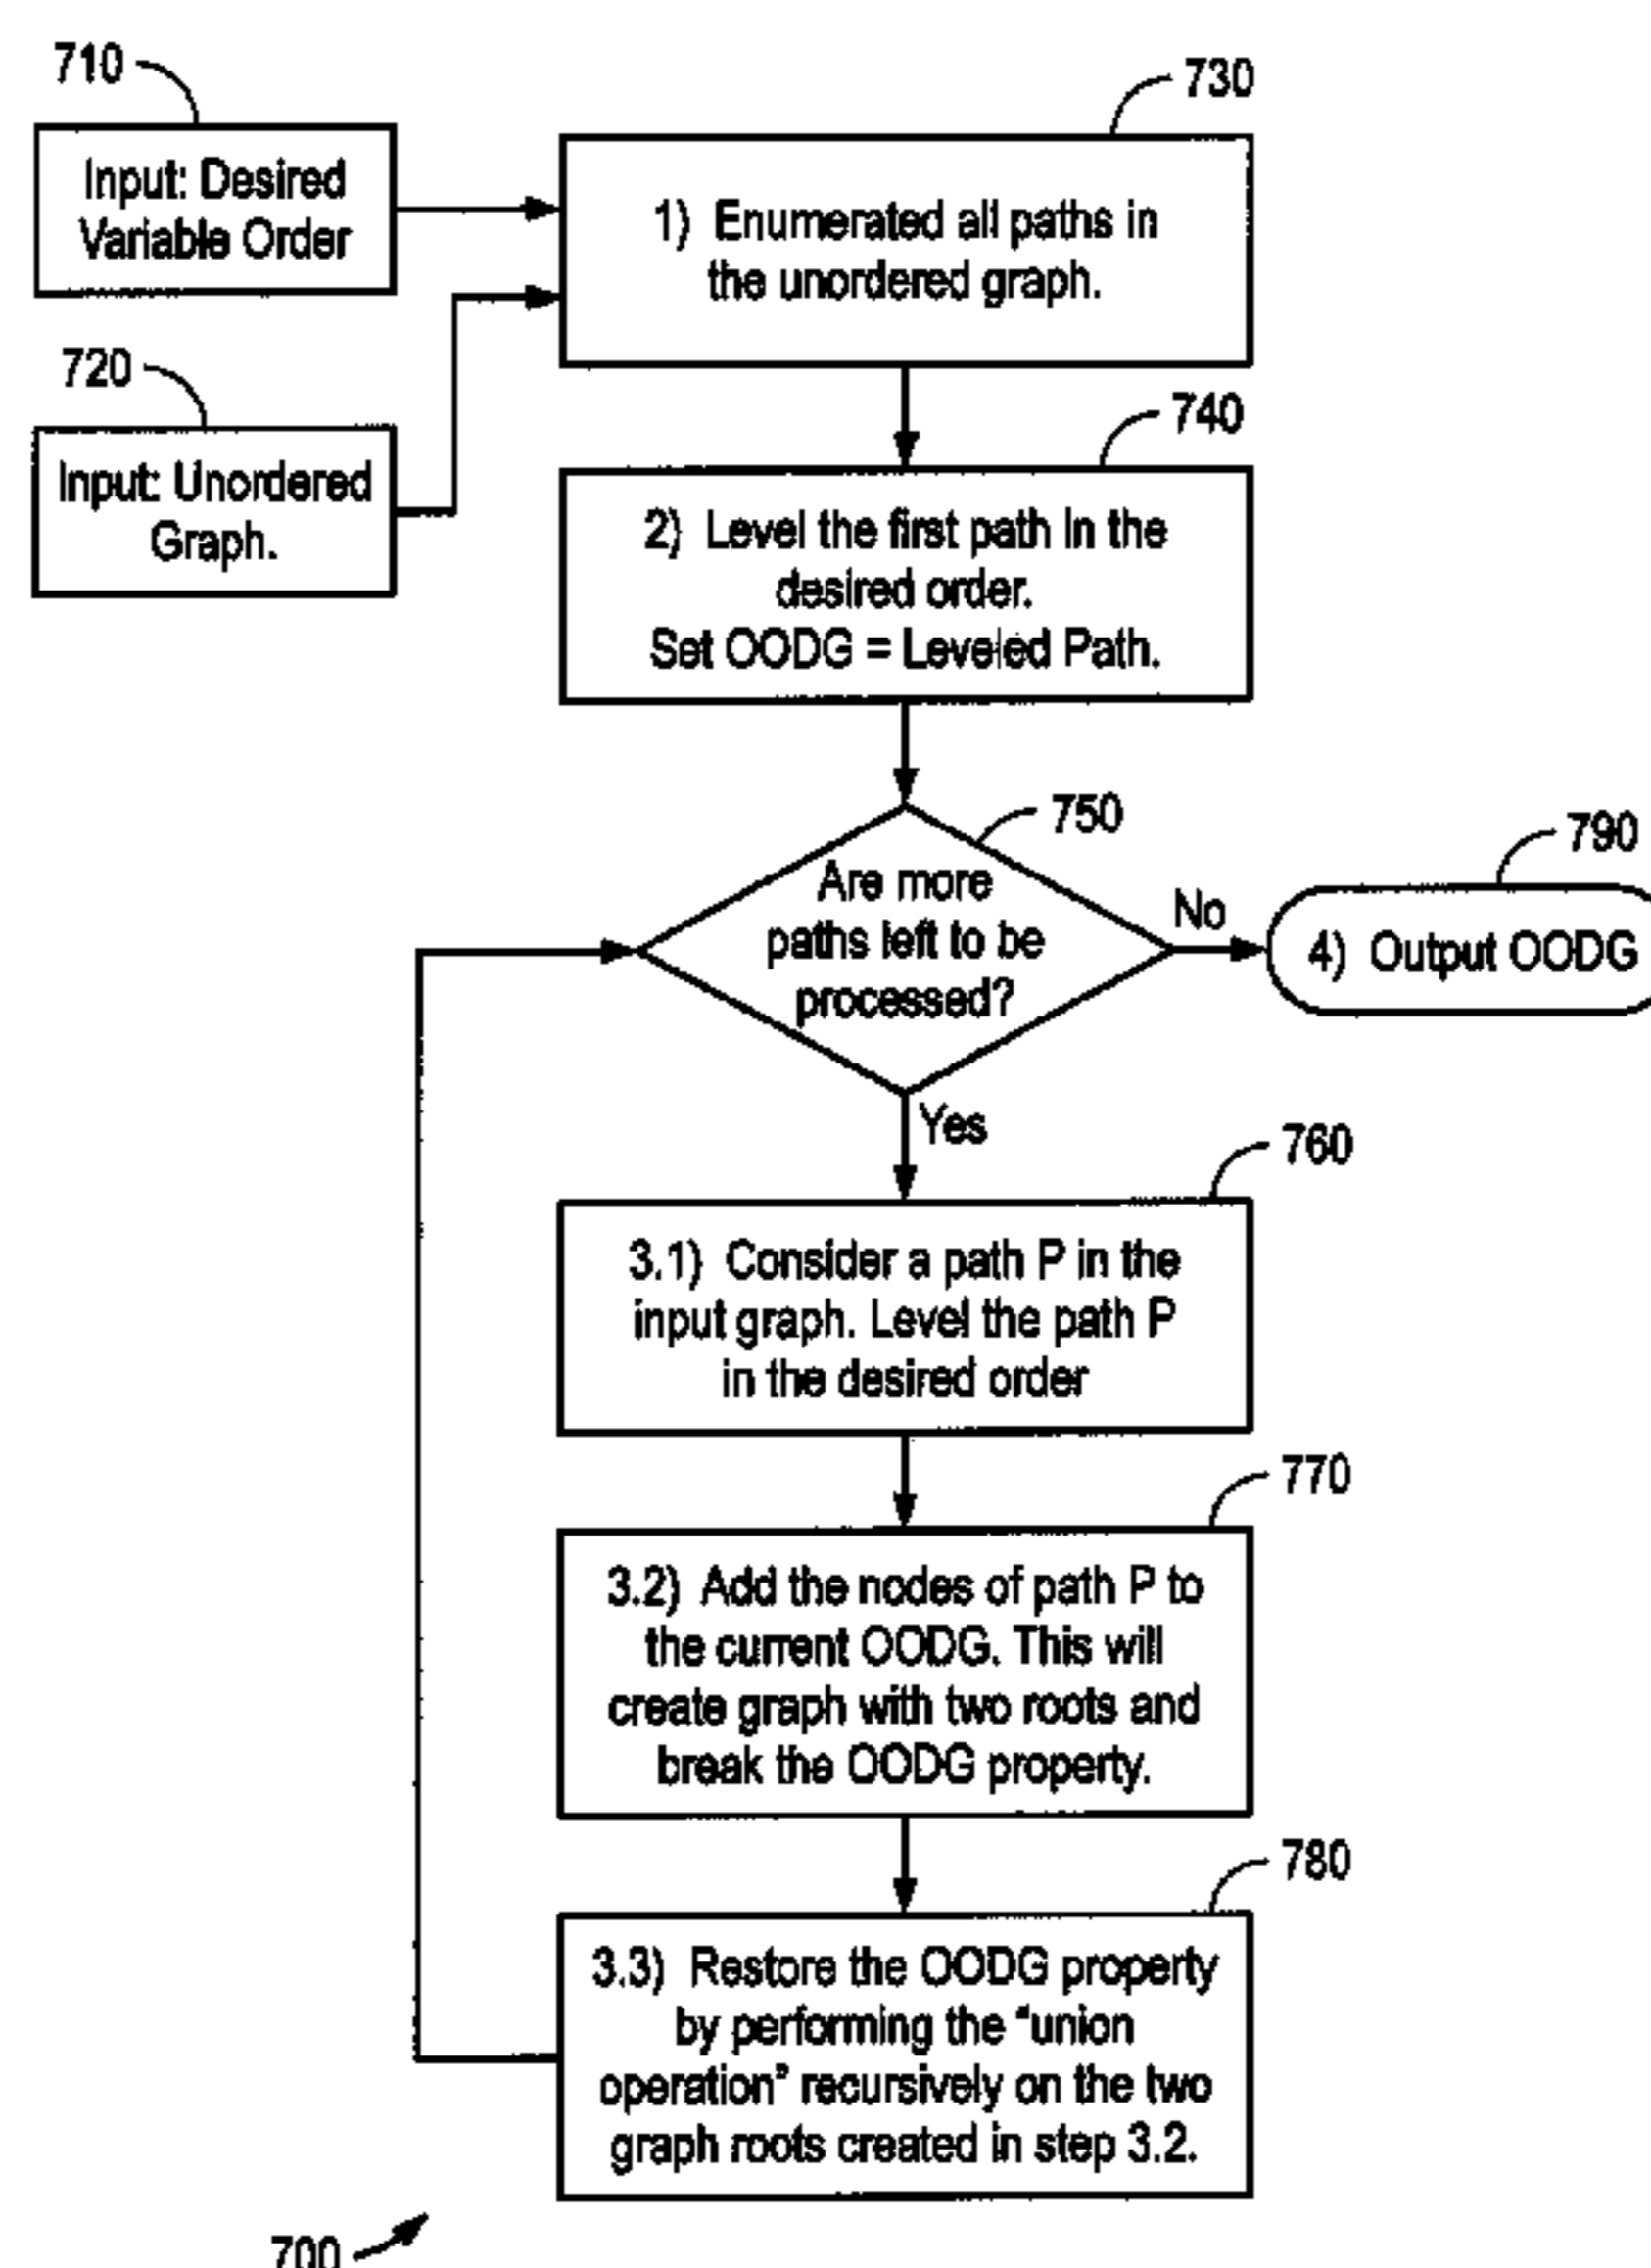 710
Input: Desired
Variable Order
730
1) Enumerated all paths in
the unordered graph.
720
Input: Unordered
Graph.
740
2) Level the first path in the
desired order.
Set OODG = Leveled Path.
750
Are more
paths left to be
processed?
No
790
4) Output OODG
Yes
760
3.1) Consider a path P in the
input graph. Level the path P
in the desired order
770
3.2) Add the nodes of path P to
the current OODG. This will
create graph with two roots and
break the OODG property.
780
3.3) Restore the OODG property
by performing the "union
operation" recursively on the two
graph roots created in step 3.2.
700